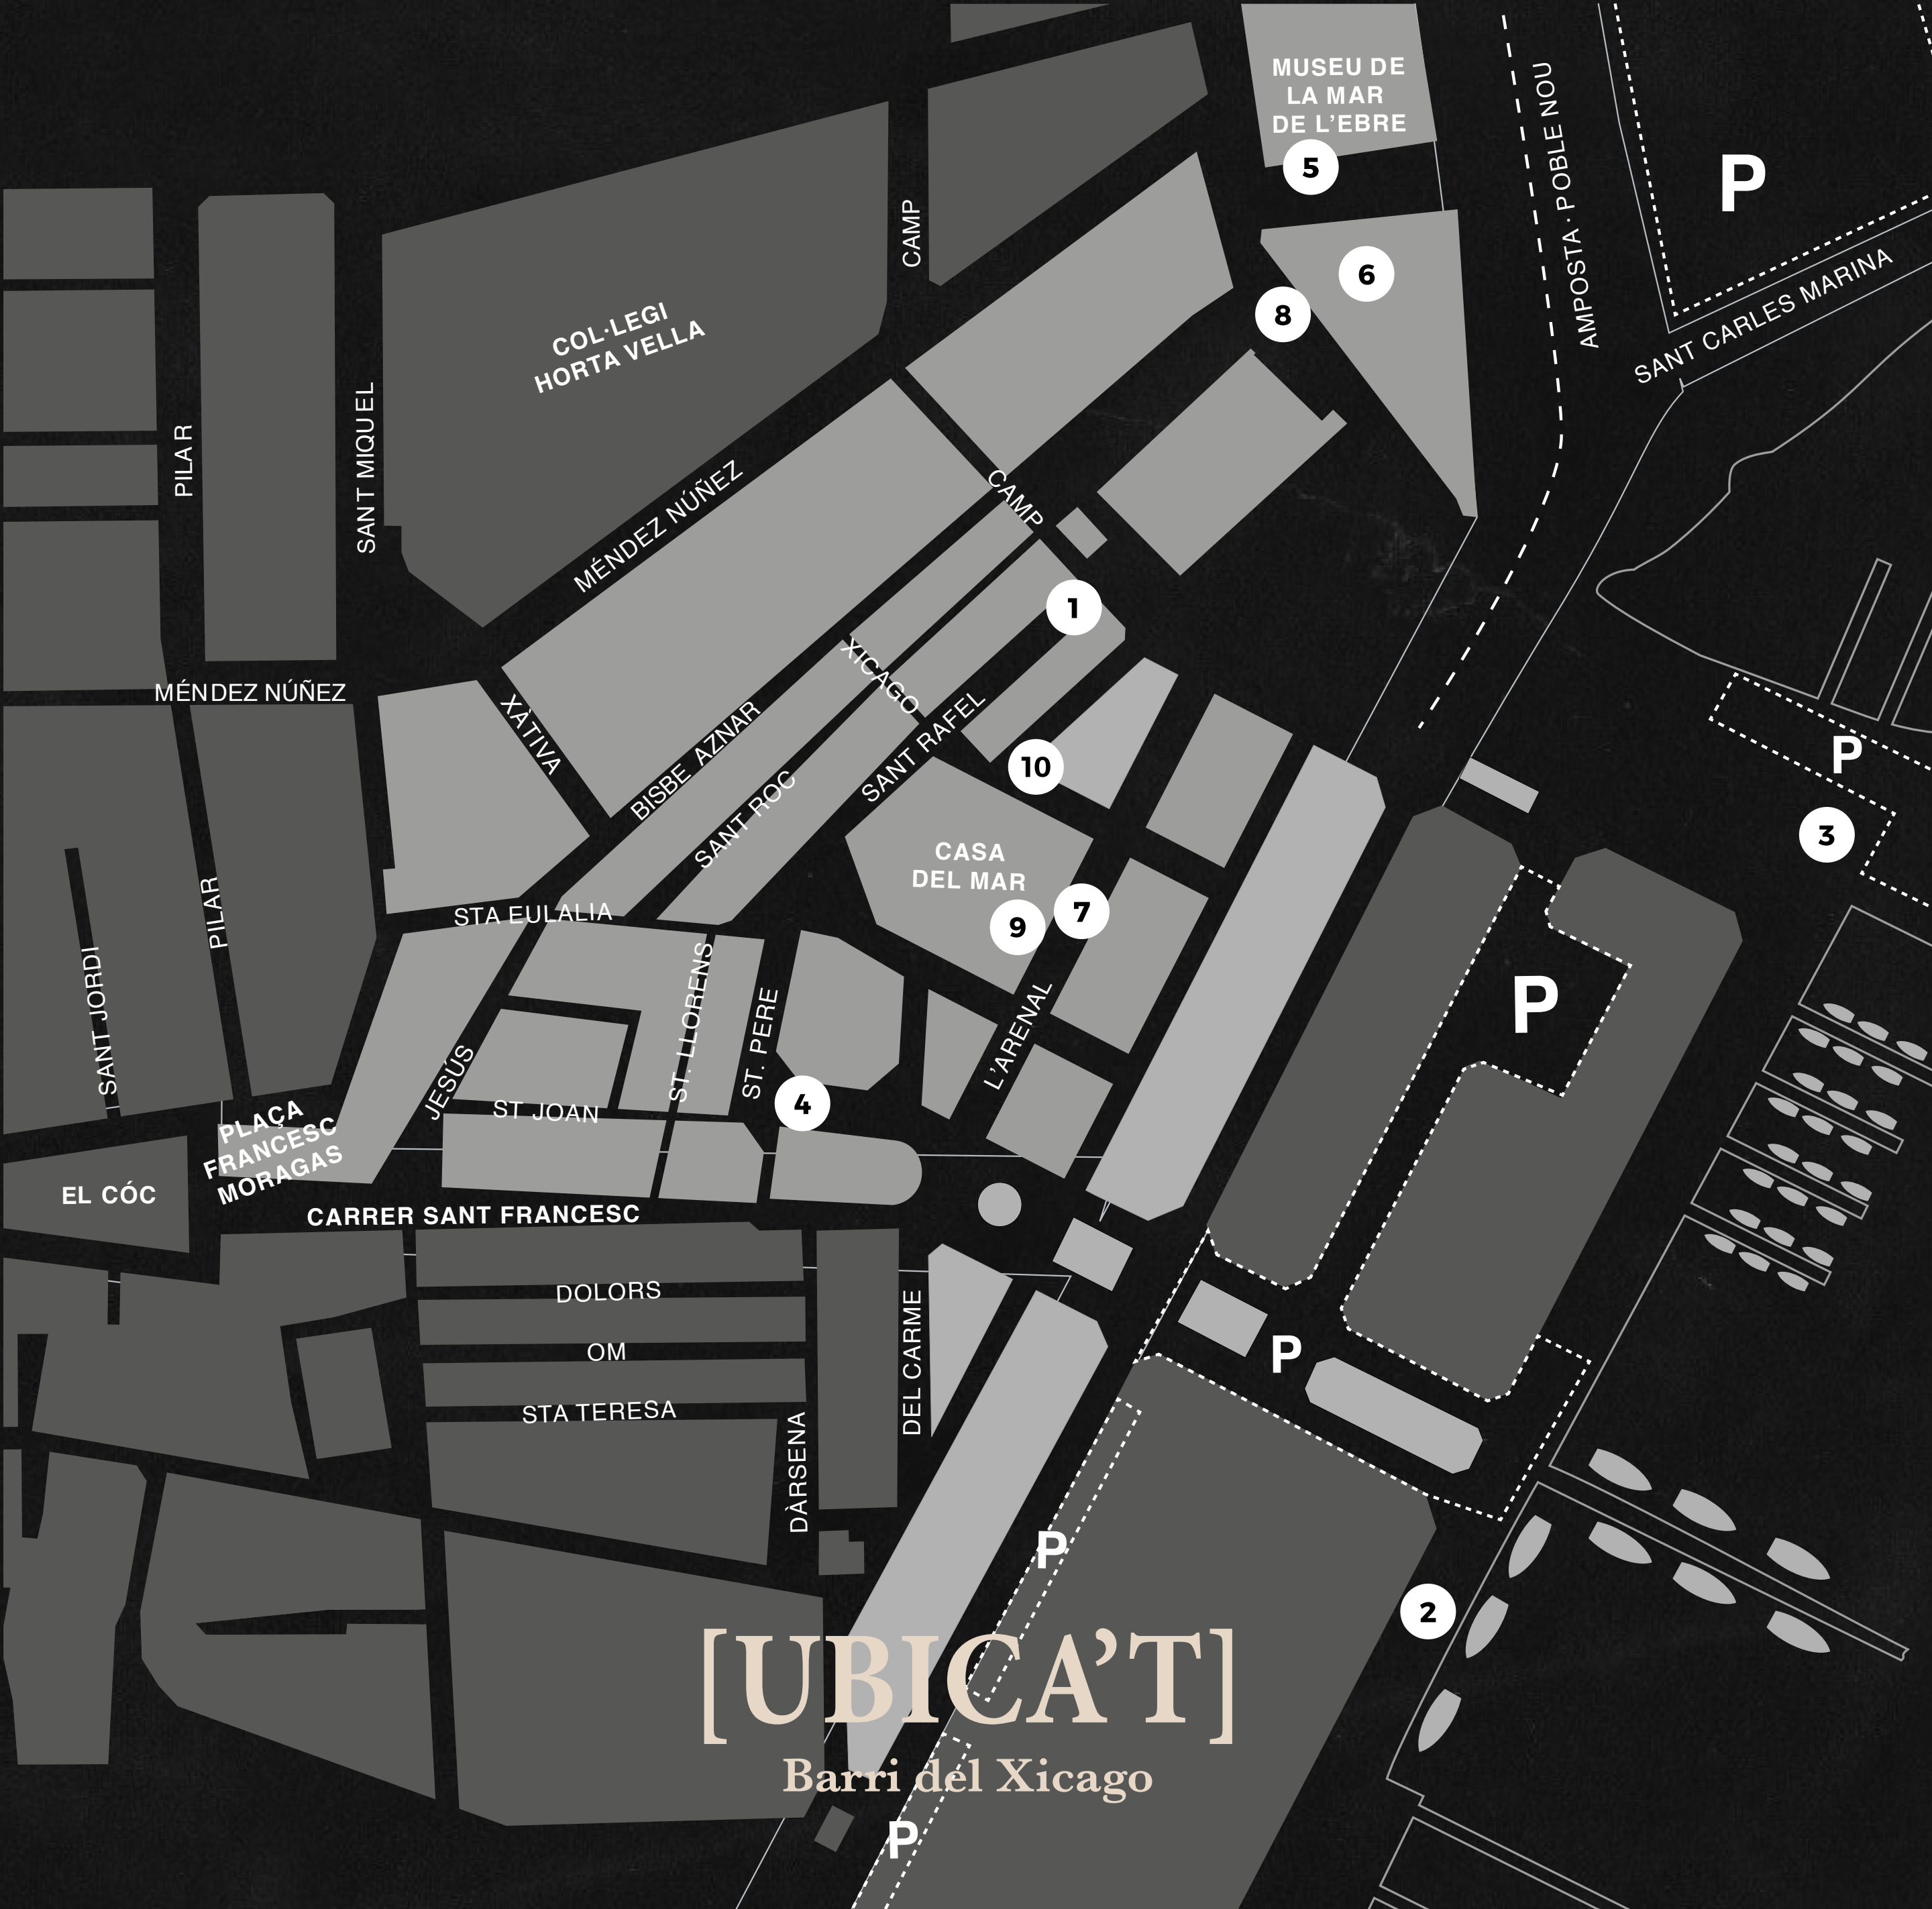 MUSEU DE
LA MAR
DE L'EBRE
5
AMPOSTA · POBLE NOU
P
SANT CARLES MARINA
CAMP
6
8
COL·LEGI
HORTA VELLA
PILAR
SANT MIQUEL
MÉNDEZ NÚÑEZ
CAMP
1
XICAGO
MÉNDEZ NÚÑEZ
XÀTIVA
BISBE AZNAR
SANT ROC
SANT RAFEL
10
P
3
CASA
DEL MAR
9
7
STA EULALIA
PILAR
SANT JORDI
ST. LLORENS
ST. PERE
L'ARENAL
P
JESÚS
ST JOAN
4
PLAÇA
FRANCESC
MORAGAS
EL CÓC
CARRER SANT FRANCESC
DOLORS
OM
STA TERESA
DÀRSENA
DEL CARME
P
P
2
[UBICA'T]
Barri del Xicago
P